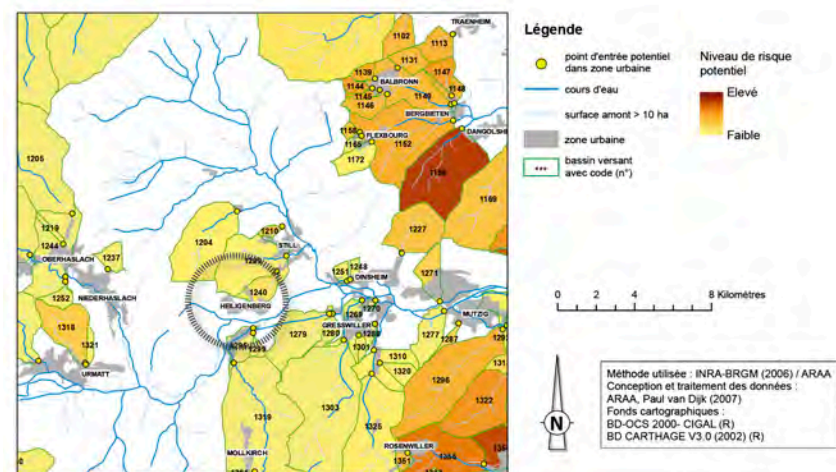 TRAENHEIM
1102
1113
1131
1139
BALBRONN
1147
1144
1145
1148
1146
1140
BERGBIETEN
1158
FLEXBOURG
DANGOLSHE
1165
1152
1172
1205
1169
1219
1204
1210
1227
1244
STILL
OBERHASLACH
1237
1248
1251
DINSHEIM
1271
1240
1252
NIEDERHASLACH
HEILIGENBERG
1270
MUTZIG
1318
GRESSWILLER
1279
1277
1287
1321
1299
1301
1310
URMATT
1320
1296
1303
1322
1319
1325
MOLLKIRCH
ROSENWILLER
1351
Légende
point d'entrée potentiel
dans zone urbaine
cours d'eau
surface amont > 10 ha
zone urbaine
*** bassin versant
avec code (n°)
Niveau de risque
potentiel
Elevé
Faible
0 2 4 8 Kilomètres
N
Méthode utilisée : INRA-BRGM (2006) / ARAA
Conception et traitement des données :
ARAA, Paul van Dijk (2007)
Fonds cartographiques :
BD-OCS 2000- CIGAL (R)
BD CARTHAGE V3.0 (2002) (R)